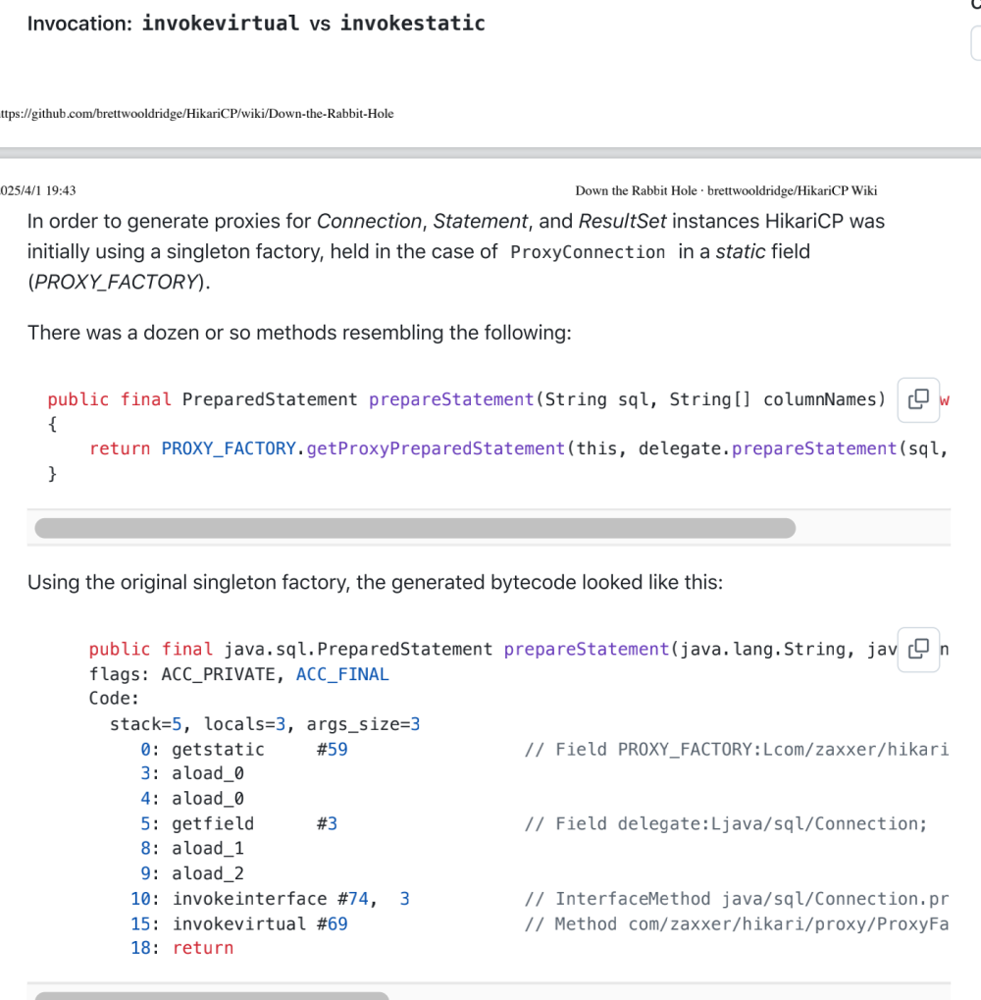 Invocation: invokevirtual vs invokestatic
ttps://github.com/brettwooldridge/HikariCP/wiki/Down-the-Rabbit-Hole
025/4/1 19:43
Down the Rabbit Hole · brettwooldridge/HikariCP Wiki
In order to generate proxies for Connection, Statement, and ResultSet instances HikariCP was
initially using a singleton factory, held in the case of ProxyConnection in a static field
(PROXY_FACTORY).
There was a dozen or so methods resembling the following:
public final PreparedStatement prepareStatement(String sql, String[] columnNames) w
{
    return PROXY_FACTORY.getProxyPreparedStatement(this, delegate.prepareStatement(sql,
}
Using the original singleton factory, the generated bytecode looked like this:
    public final java.sql.PreparedStatement prepareStatement(java.lang.String, jav n
    flags: ACC_PRIVATE, ACC_FINAL
    Code:
      stack=5, locals=3, args_size=3
         0: getstatic     #59                 // Field PROXY_FACTORY:Lcom/zaxxer/hikari
         3: aload_0
         4: aload_0
         5: getfield      #3                  // Field delegate:Ljava/sql/Connection;
         8: aload_1
         9: aload_2
        10: invokeinterface #74,  3           // InterfaceMethod java/sql/Connection.pr
        15: invokevirtual #69                 // Method com/zaxxer/hikari/proxy/ProxyFa
        18: return